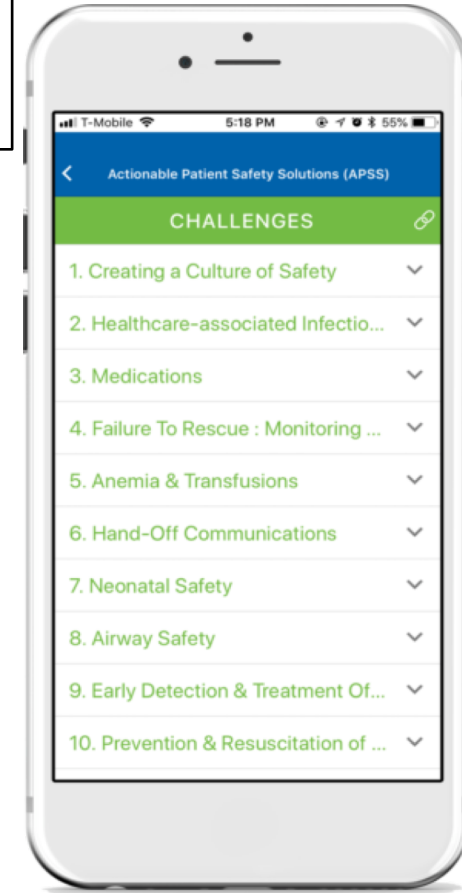 T-Mobile 5:18 PM 55%
Actionable Patient Safety Solutions (APSS)
CHALLENGES
1. Creating a Culture of Safety
2. Healthcare-associated Infectio...
3. Medications
4. Failure To Rescue : Monitoring ...
5. Anemia & Transfusions
6. Hand-Off Communications
7. Neonatal Safety
8. Airway Safety
9. Early Detection & Treatment Of...
10. Prevention & Resuscitation of ...